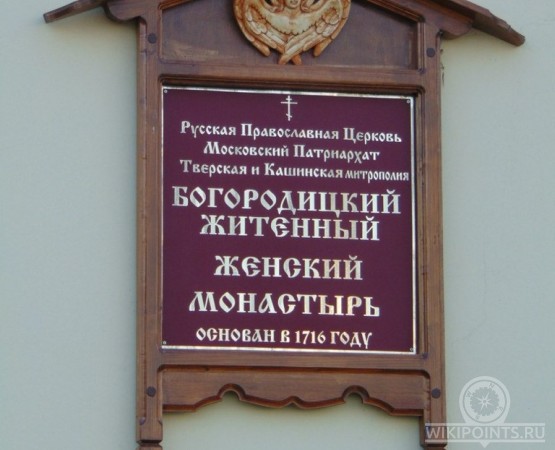 Русская Православная Церковь
Московский Патриархат
Тверская и Кашинская митрополия
БОГОРОДИЦКИЙ
ЖИТЕННЫЙ
ЖЕНСКИЙ
МОНАСТЫРЬ
ОСНОВАН В 1716 ГОДУ
WIKIPOINTS.RU